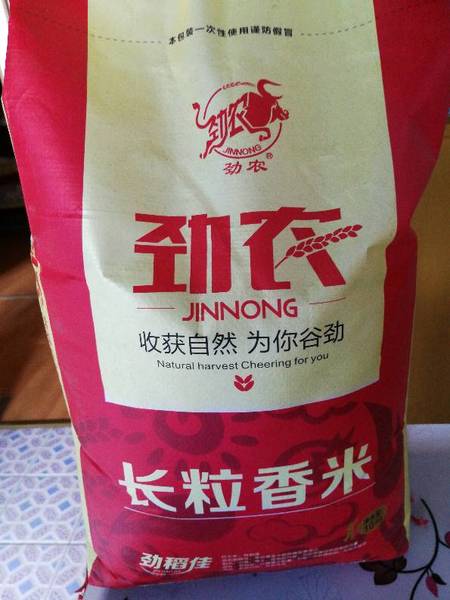 本包装一次性使用谨防假冒
劲农
JINNONG
劲农®
劲农
JINNONG
收获自然 为你谷劲
Natural harvest Cheering for you
长粒香米
劲稻佳